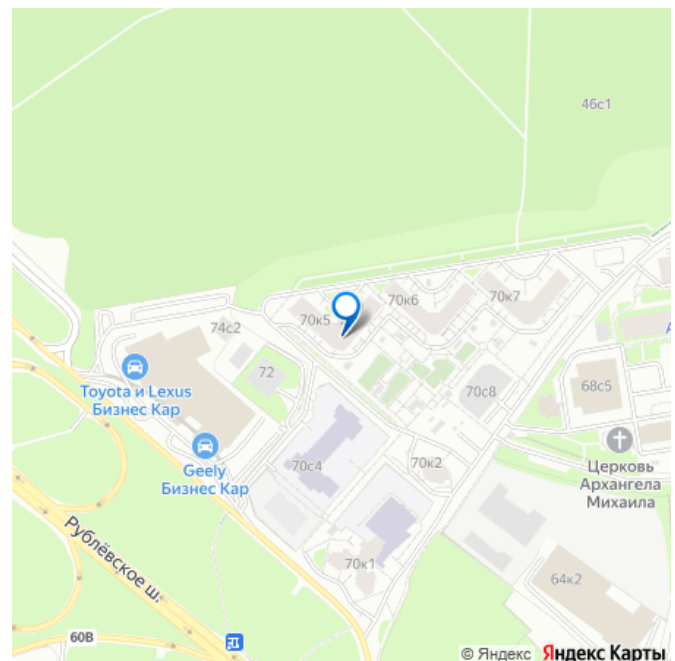 46с1
70к6
70к7
70к5
74с2
72
Toyota и Lexus
Бизнес Кар
70с8
68с5
Geely
Бизнес Кар
70с4
70к2
Церковь
Архангела
Михаила
Рублёвское ш.
70к1
64к2
60В
© Яндекс Яндекс Карты